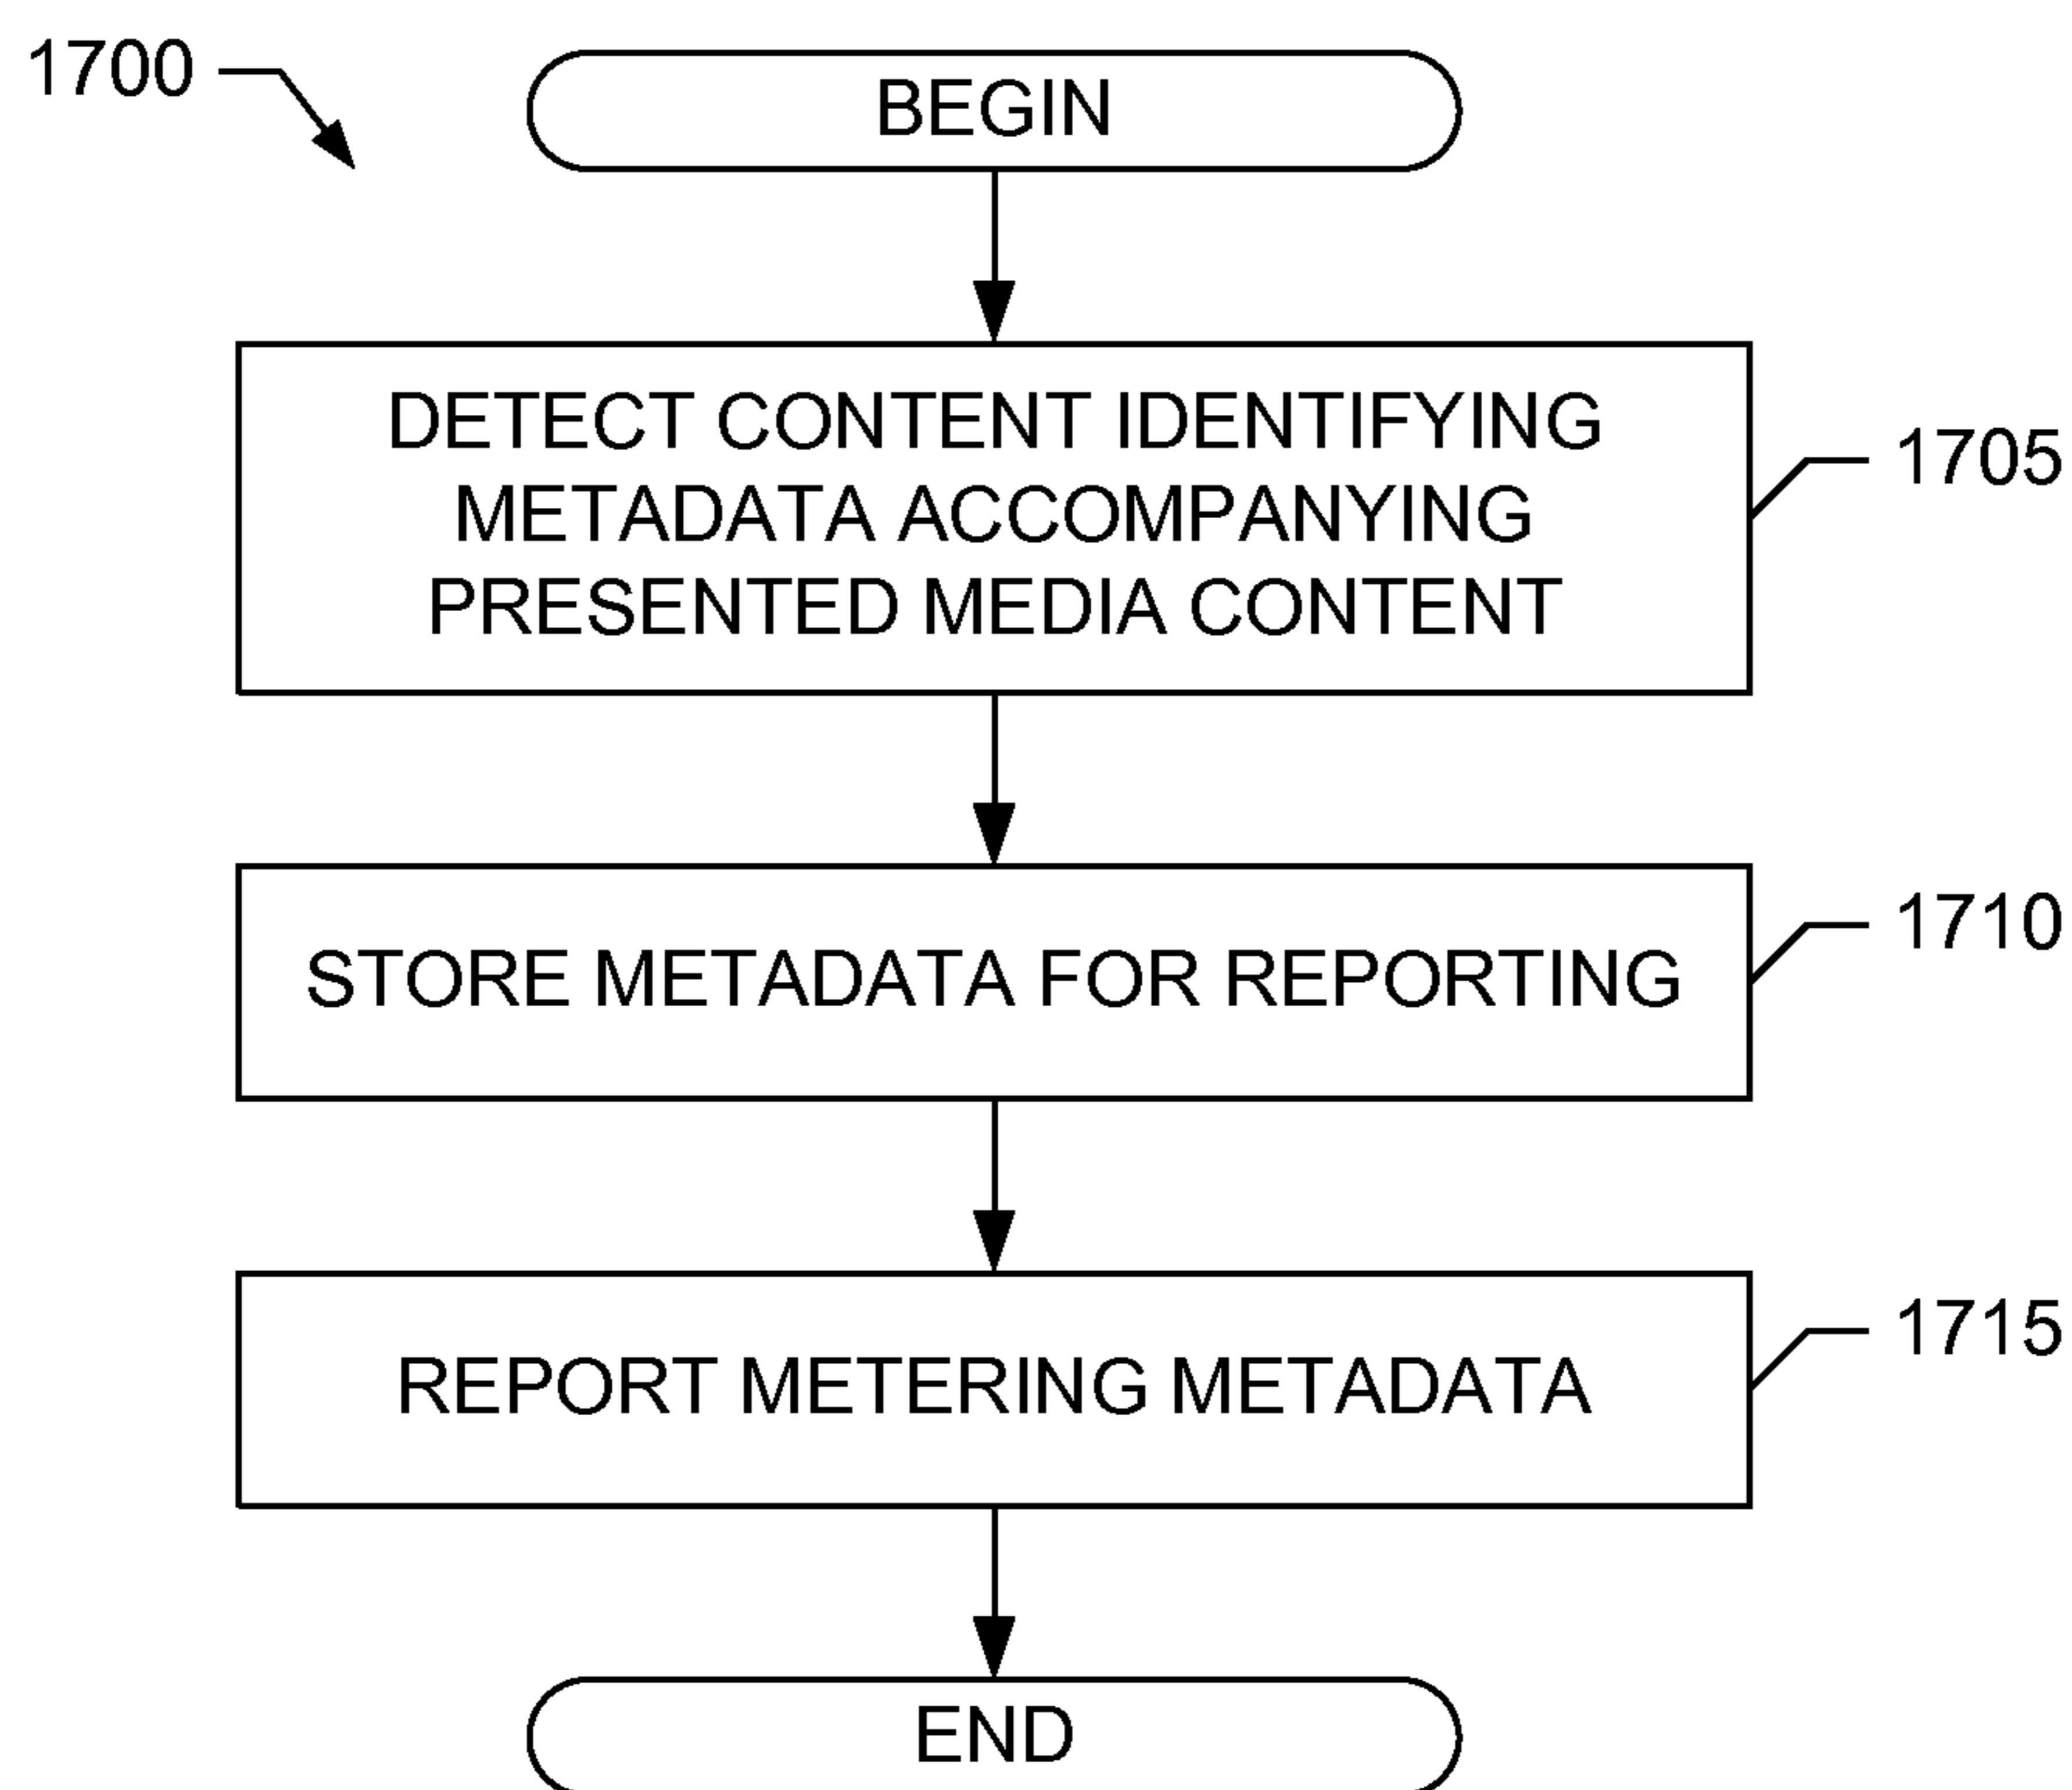 1700
BEGIN
DETECT CONTENT IDENTIFYING
METADATA ACCOMPANYING
PRESENTED MEDIA CONTENT
1705
STORE METADATA FOR REPORTING
1710
REPORT METERING METADATA
1715
END